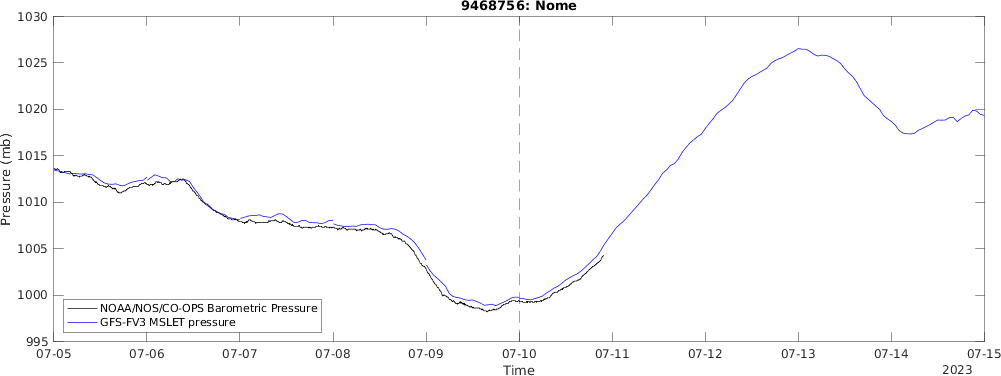 9468756: Nome
1030
1025
1020
1015
1010
1005
1000
995
Pressure (mb)
NOAA/NOS/CO-OPS Barometric Pressure
GFS-FV3 MSLET pressure
07-05 07-06 07-07 07-08 07-09 07-10 07-11 07-12 07-13 07-14 07-15
Time
2023